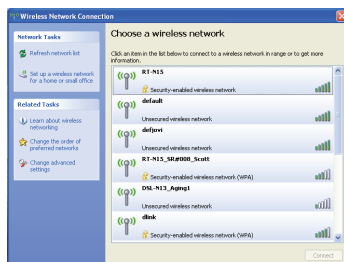 Wireless Network Connection
Network Tasks
Refresh network list
Set up a wireless network
for a home or small office
Related Tasks
Learn about wireless
networking
Change the order of
preferred networks
Change advanced
settings
Choose a wireless network
Click an item in the list below to connect to a wireless network in range or to get more
information.
RT-N15
Security-enabled wireless network
default
Unsecured wireless network
defjovi
Unsecured wireless network
RT-N15_SR#008_Scott
Security-enabled wireless network (WPA)
DSL-N13_Aging1
Unsecured wireless network
dlink
Security-enabled wireless network (WPA)
Connect